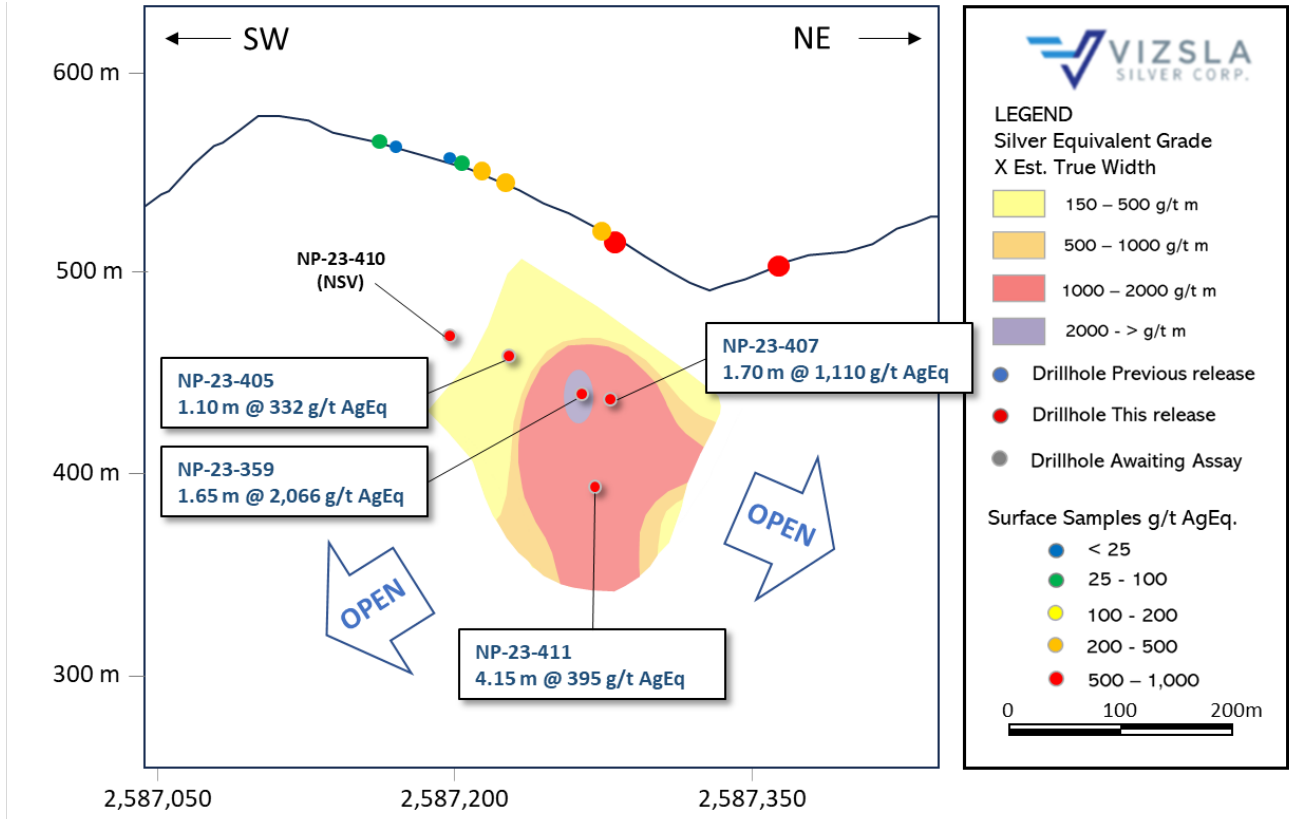 SW
NE
600 m
500 m
400 m
300 m
NP-23-410
(NSV)
NP-23-405
1.10 m @ 332 g/t AgEq
NP-23-359
1.65 m @ 2,066 g/t AgEq
NP-23-407
1.70 m @ 1,110 g/t AgEq
OPEN
OPEN
NP-23-411
4.15 m @ 395 g/t AgEq
2,587,050
2,587,200
2,587,350
VIZSLA
SILVER CORP.
LEGEND
Silver Equivalent Grade
X Est. True Width
150 – 500 g/t m
500 – 1000 g/t m
1000 – 2000 g/t m
2000 - > g/t m
Drillhole Previous release
Drillhole This release
Drillhole Awaiting Assay
Surface Samples g/t AgEq.
< 25
25 - 100
100 - 200
200 - 500
500 – 1,000
0 100 200m